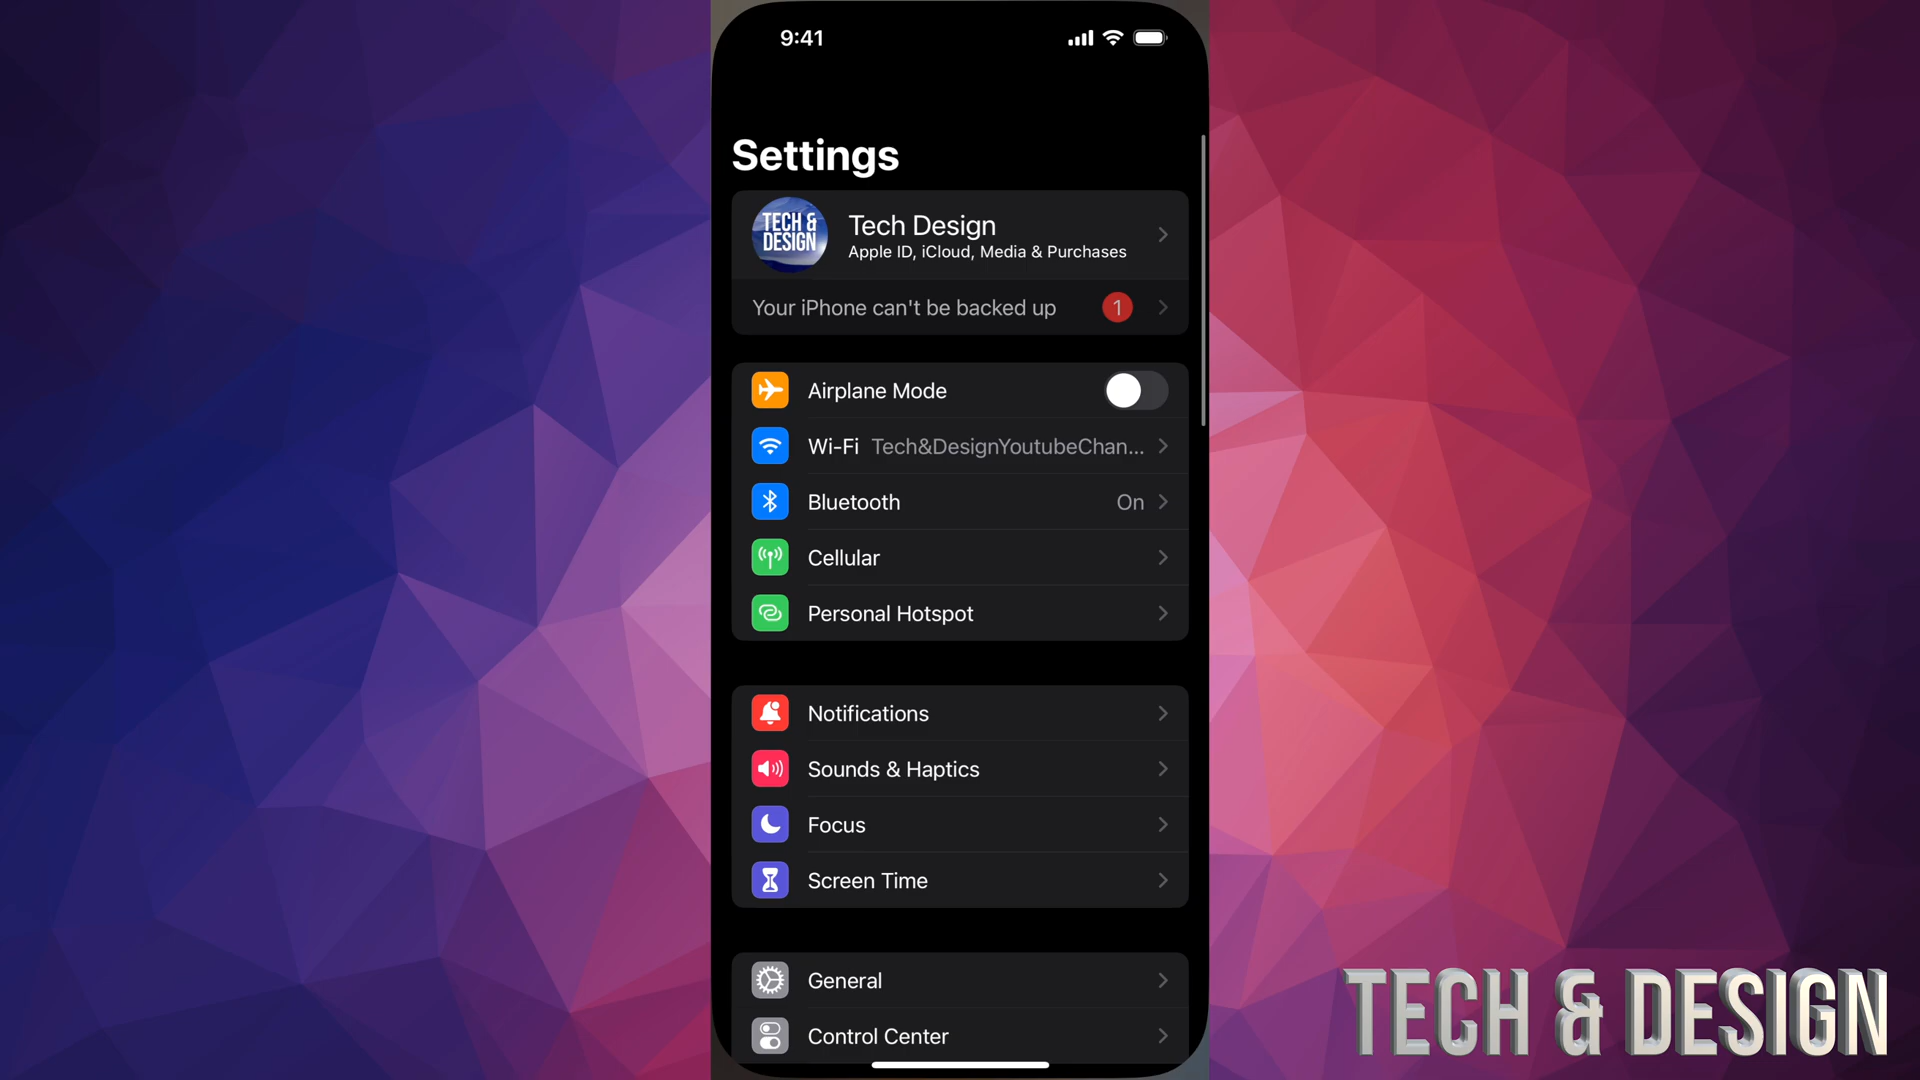 9:41
Settings
TECH &
DESIGN
Tech Design
Apple ID, iCloud, Media & Purchases
Your iPhone can't be backed up 1
Airplane Mode
Wi-Fi Tech&DesignYoutubeChan...
Bluetooth On
Cellular
Personal Hotspot
Notifications
Sounds & Haptics
Focus
Screen Time
General
Control Center
TECH & DESIGN